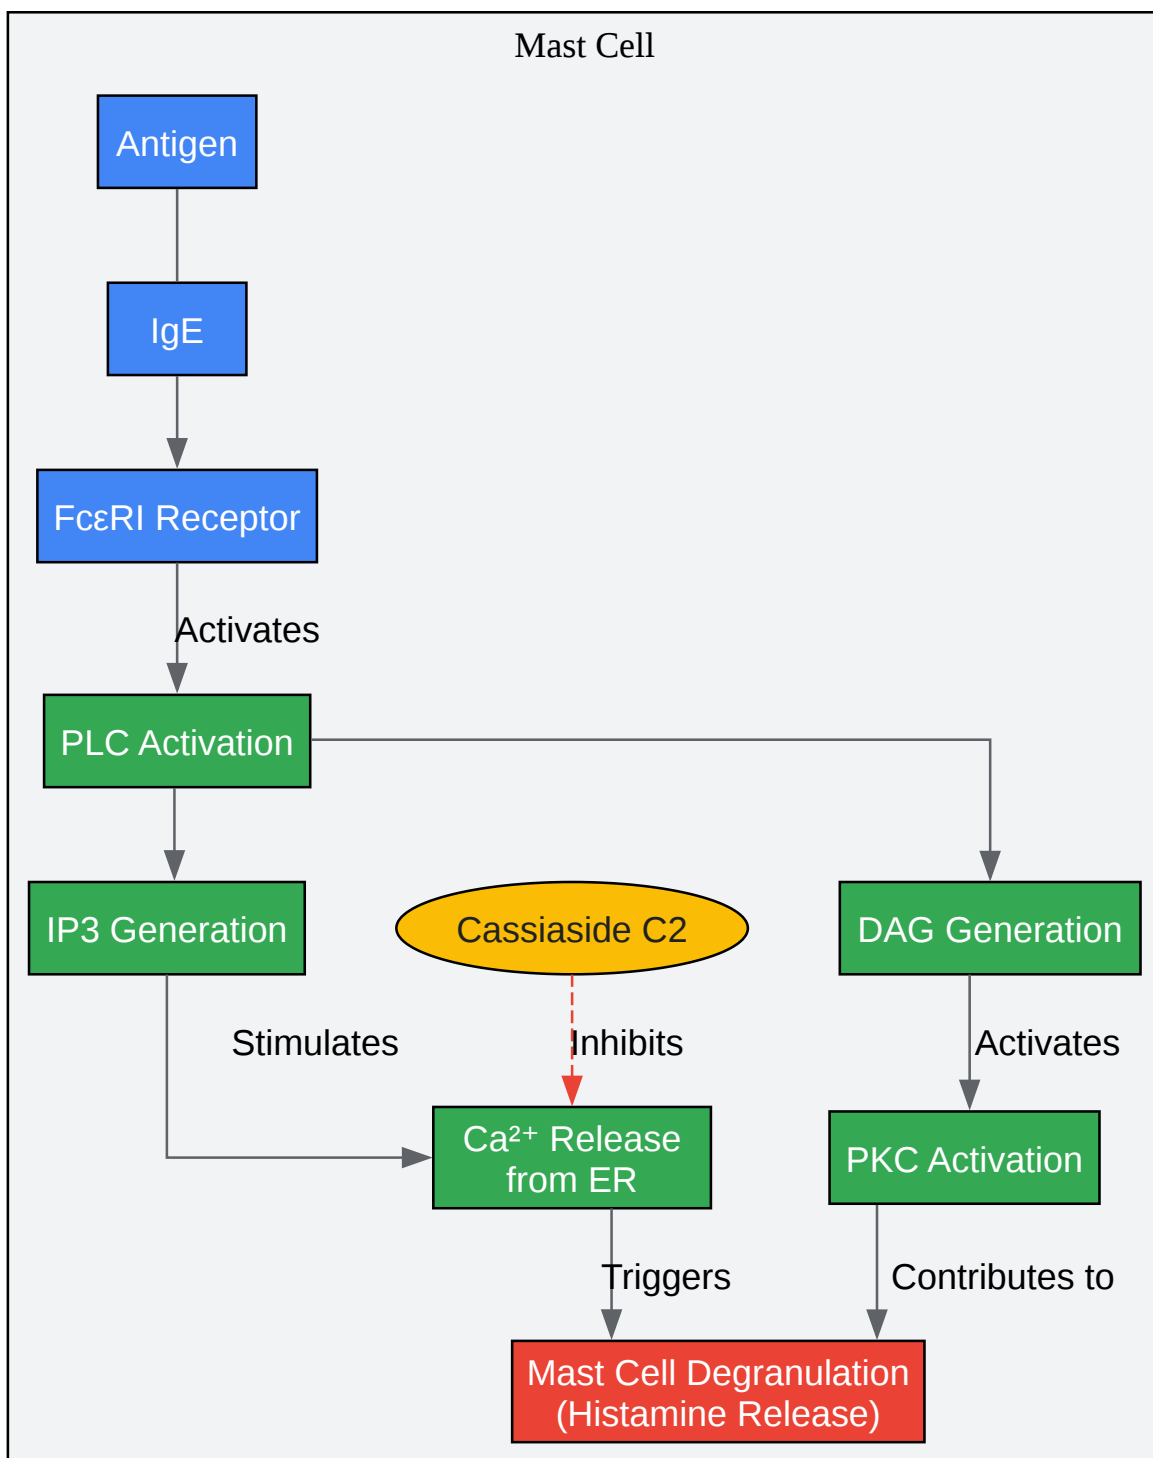 Mast Cell
Antigen
IgE
FcεRI Receptor
Activates
PLC Activation
IP3 Generation
Cassiaside C2
DAG Generation
Stimulates
Inhibits
Activates
Ca²⁺ Release
from ER
PKC Activation
Triggers
Contributes to
Mast Cell Degranulation
(Histamine Release)